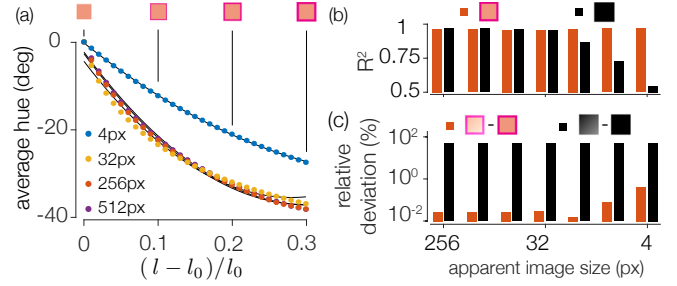 (a)
average hue (deg)
0
-20
-40
4px
32px
256px
512px
0
0.1
0.2
0.3
(l − l₀)/l₀
(b)
R²
1
0.75
0.5
(c)
relative
deviation (%)
10²
10⁰
10⁻²
-
-
256
32
4
apparent image size (px)